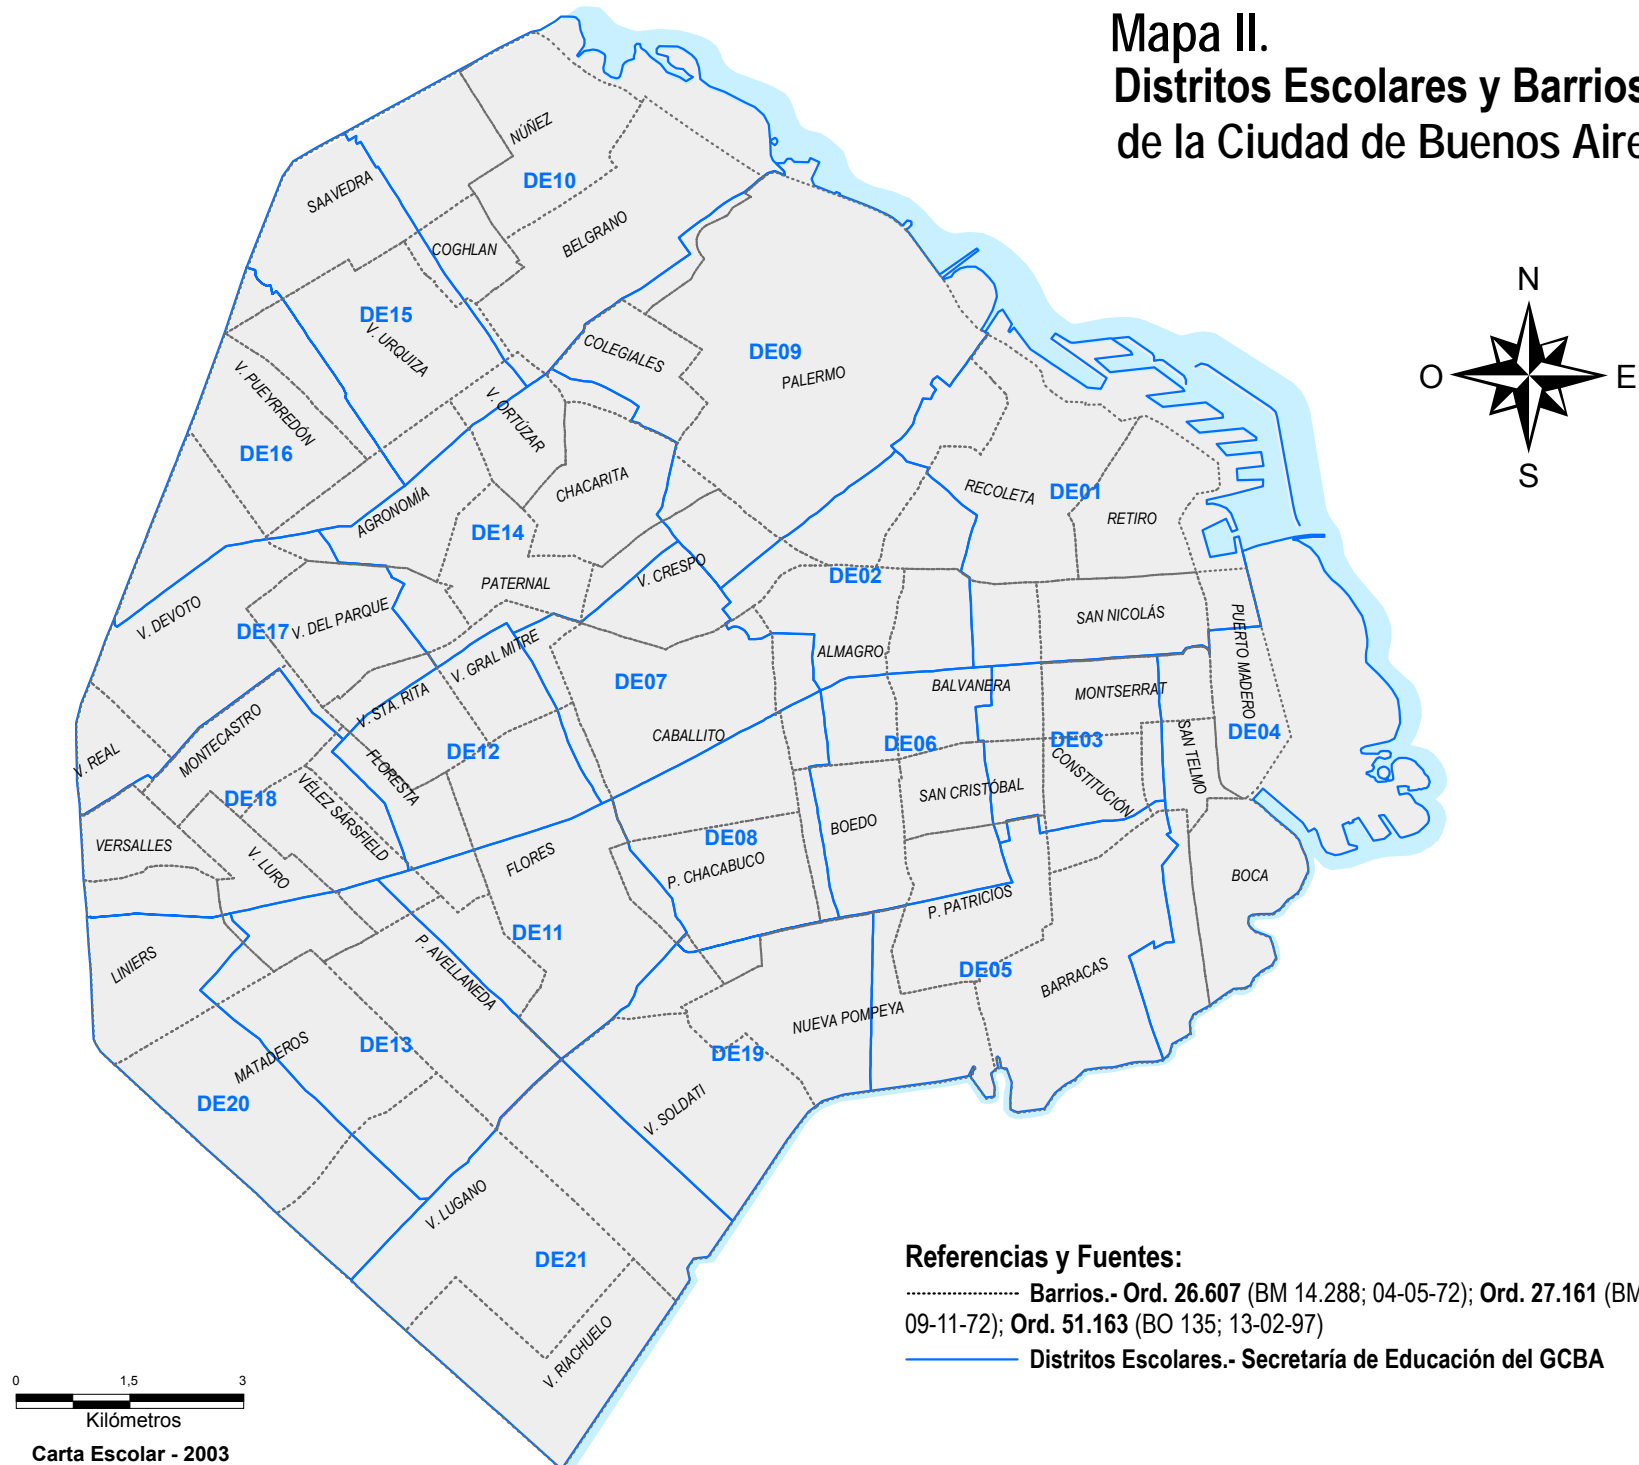 Mapa II.
Distritos Escolares y Barrios
de la Ciudad de Buenos Aire
N
O
E
S
NÚÑEZ
DE10
SAAVEDRA
BELGRANO
COGHLAN
DE15
V. URQUIZA
COLEGIALES
DE09
PALERMO
V. PUEYRREDÓN
V. ORTÚZAR
DE16
CHACARITA
RECOLETA
DE01
RETIRO
AGRONOMÍA
DE14
PATERNAL
V. CRESPO
DE02
V. DEVOTO
DE17
V. DEL PARQUE
SAN NICOLÁS
PUERTO MADERO
V. GRAL MITRE
ALMAGRO
DE07
BALVANERA
MONTSERRAT
V. STA. RITA
MONTECASTRO
CABALLITO
DE06
DE03
DE04
V. REAL
DE12
FLORESTA
CONSTITUCIÓN
SAN TELMO
DE18
VÉLEZ SARSFIELD
SAN CRISTÓBAL
BOEDO
DE08
VERSALLES
V. LURO
FLORES
P. CHACABUCO
BOCA
P. PATRICIOS
DE11
LINIERS
P. AVELLANEDA
DE05
BARRACAS
NUEVA POMPEYA
MATADEROS
DE13
DE19
DE20
V. SOLDATI
V. LUGANO
DE21
V. RIACHUELO
Referencias y Fuentes:
Barrios.- Ord. 26.607 (BM 14.288; 04-05-72); Ord. 27.161 (BM
09-11-72); Ord. 51.163 (BO 135; 13-02-97)
Distritos Escolares.- Secretaría de Educación del GCBA
0 1,5 3
Kilómetros
Carta Escolar - 2003